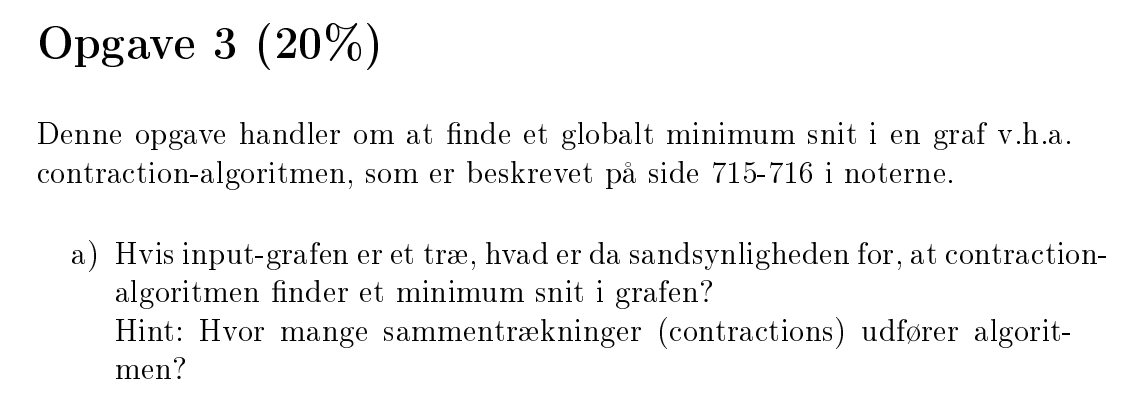 Opgave 3 (20%)
Denne opgave handler om at finde et globalt minimum snit i en graf v.h.a.
contraction-algoritmen, som er beskrevet på side 715-716 i noterne.
a) Hvis input-grafen er et træ, hvad er da sandsynligheden for, at contraction-
algoritmen finder et minimum snit i grafen?
Hint: Hvor mange sammentrækninger (contractions) udfører algorit-
men?